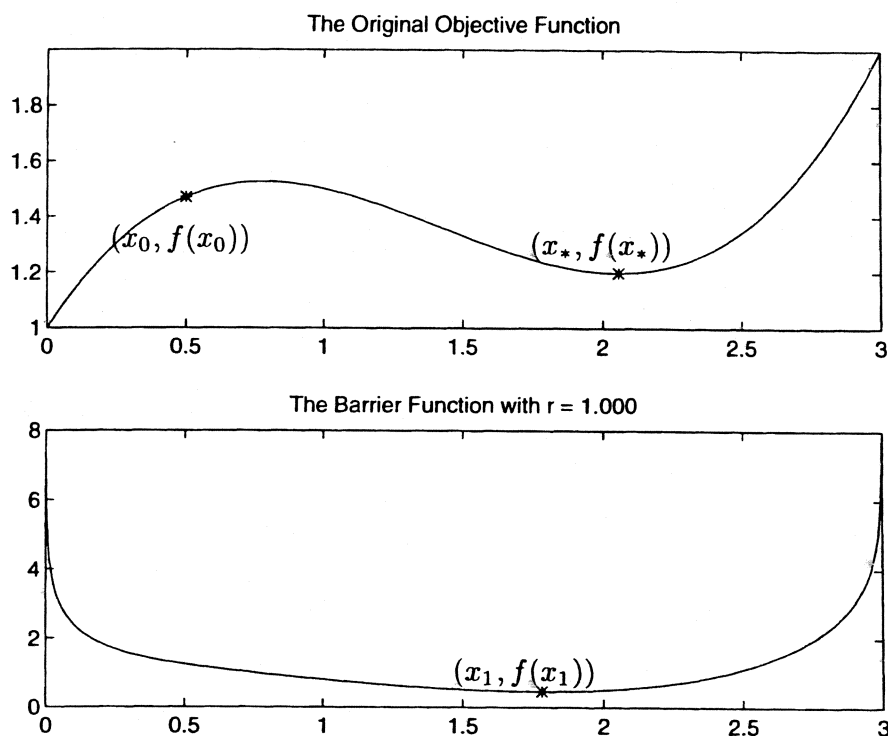 The Original Objective Function
1.8
1.6
1.4
1.2
1
(x₀, f(x₀))
(x∗, f(x∗))
0 0.5 1 1.5 2 2.5 3
The Barrier Function with r = 1.000
8
6
4
2
0
(x₁, f(x₁))
0 0.5 1 1.5 2 2.5 3